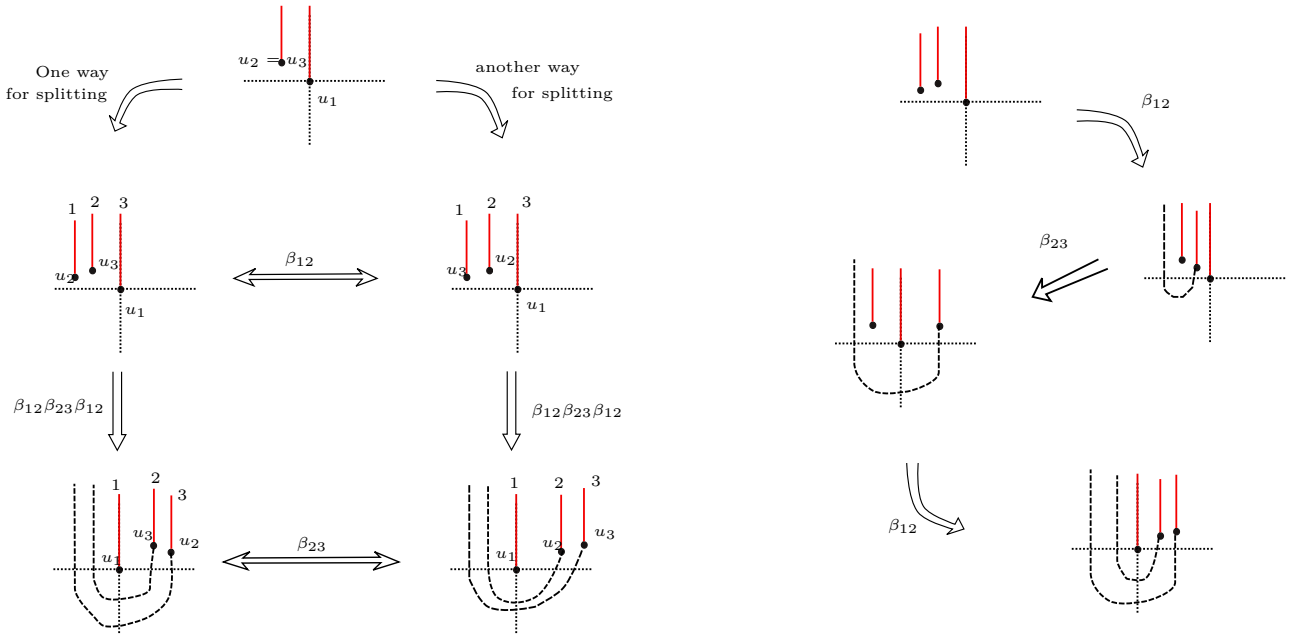 u₂ = u₃
u₁
One way
for splitting
another way
for splitting
β₁₂
1 2 3
u₂ u₃
u₁
β₁₂
1 2 3
u₃ u₂
u₁
β₂₃
β₁₂β₂₃β₁₂
β₁₂β₂₃β₁₂
1 2 3
u₃ u₂
u₁
β₂₃
1 2 3
u₂ u₃
u₁
β₁₂